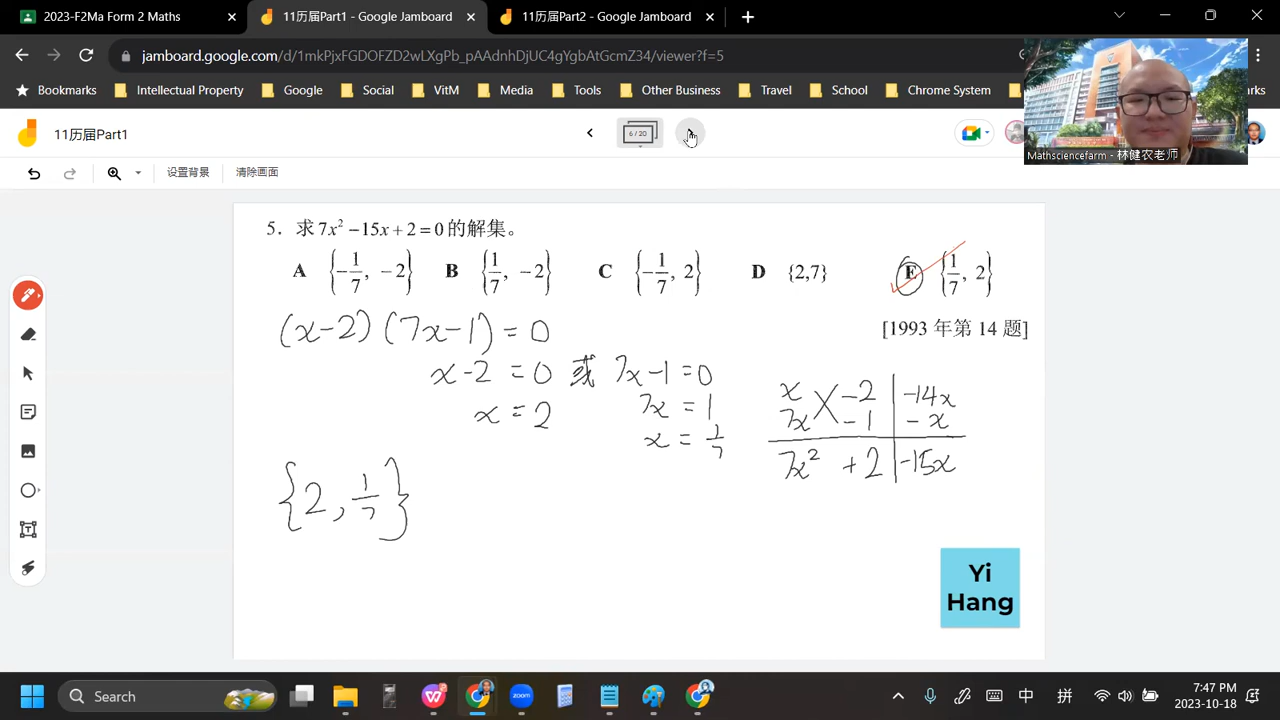 2023-F2Ma Form 2 Maths
11历届Part1 - Google Jamboard
11历届Part2 - Google Jamboard
Bookmarks Intellectual Property Google Social VitM Media Tools Other Business Travel School Chrome System
Mathsciencefarm - 林健农老师
11历届Part1
6 / 20
设置背景 清除画面
5. 求 7x² − 15x + 2 = 0 的解集。
A {−1/7, −2} B {1/7, −2} C {−1/7, 2} D {2,7} E {1/7, 2}
[1993 年第 14 题]
(x−2)(7x−1) = 0
x−2 = 0 或 7x−1 = 0
x = 2 7x = 1
x = 1/7
x −2 | −14x
7x −1 | −x
7x² +2 | −15x
{2, 1/7}
Yi
Hang
Search
zoom
中 拼
7:47 PM
2023-10-18